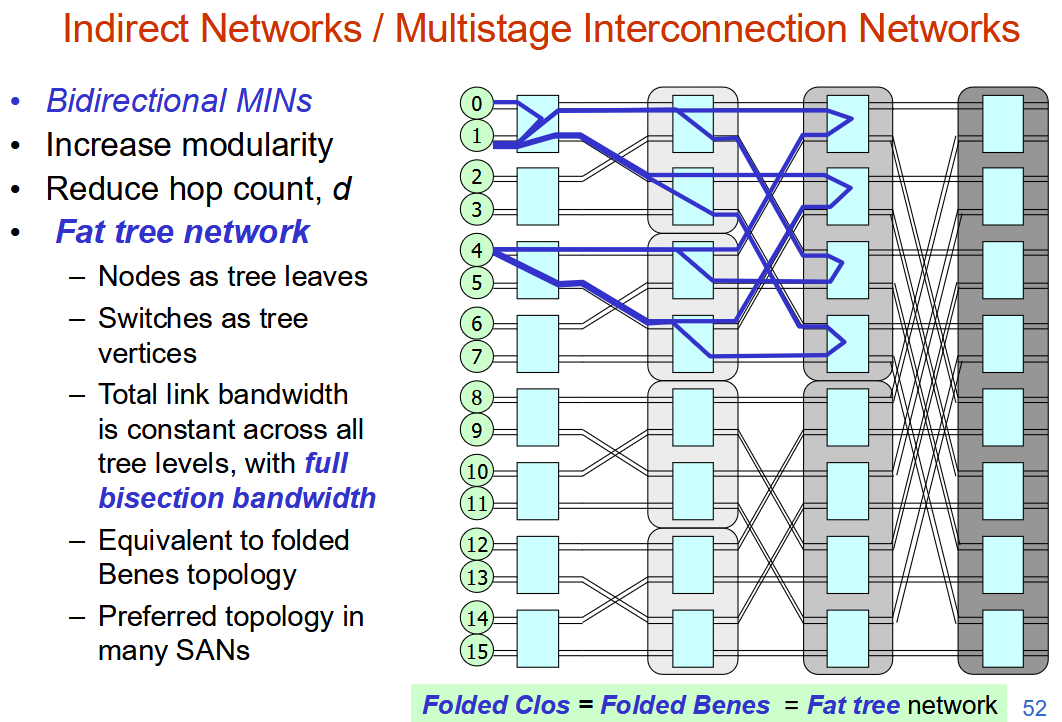 Indirect Networks / Multistage Interconnection Networks
• Bidirectional MINs
• Increase modularity
• Reduce hop count, d
• Fat tree network
– Nodes as tree leaves
– Switches as tree
vertices
– Total link bandwidth
is constant across all
tree levels, with full
bisection bandwidth
– Equivalent to folded
Benes topology
– Preferred topology in
many SANs
0
1
2
3
4
5
6
7
8
9
10
11
12
13
14
15
Folded Clos = Folded Benes = Fat tree network
52